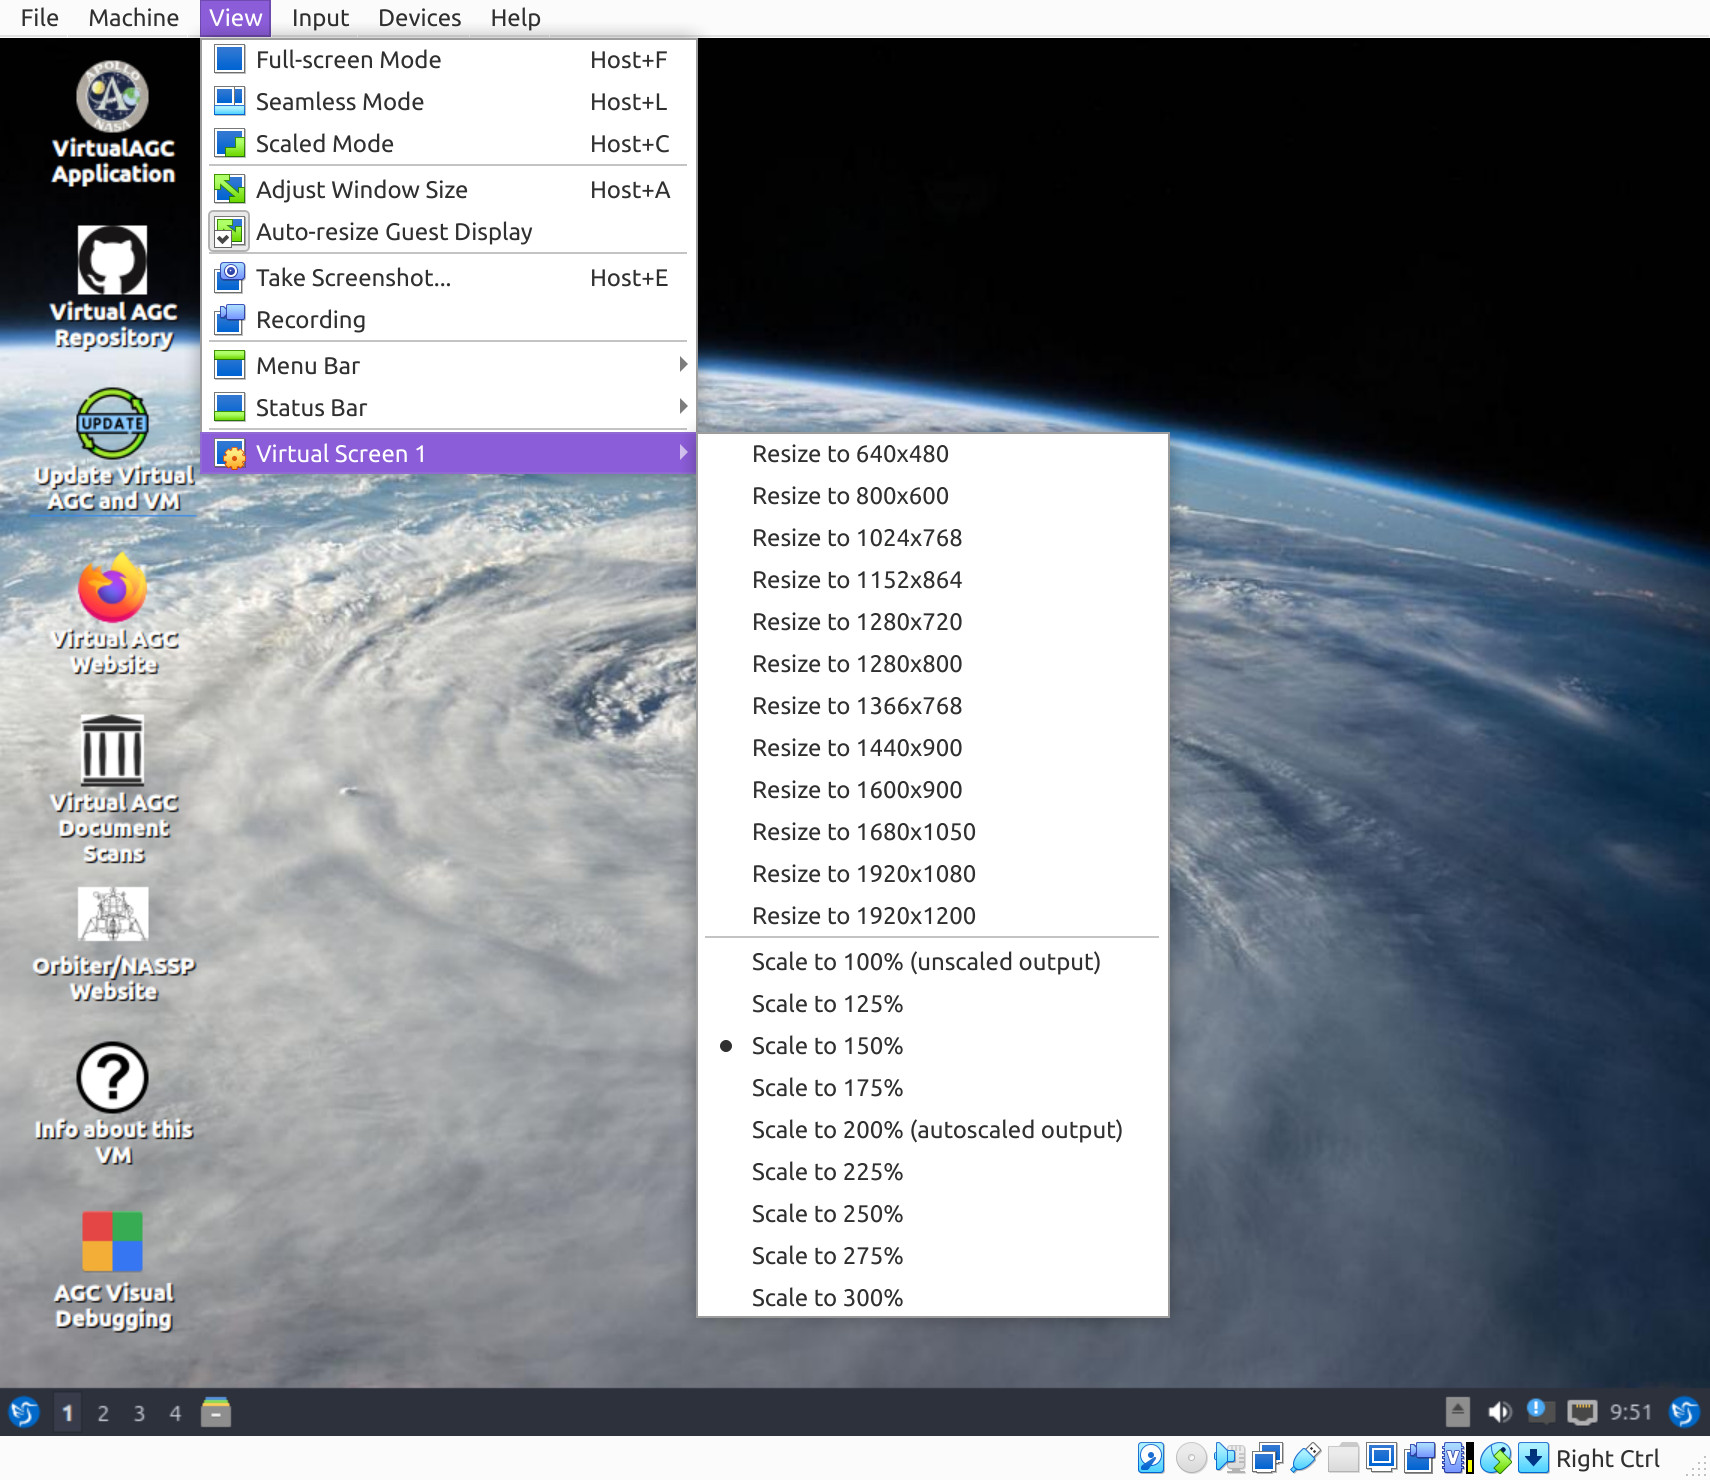 File Machine View Input Devices Help
Full-screen Mode Host+F
Seamless Mode Host+L
Scaled Mode Host+C
Adjust Window Size Host+A
Auto-resize Guest Display
Take Screenshot... Host+E
Recording
Menu Bar
Status Bar
Virtual Screen 1
Resize to 640x480
Resize to 800x600
Resize to 1024x768
Resize to 1152x864
Resize to 1280x720
Resize to 1280x800
Resize to 1366x768
Resize to 1440x900
Resize to 1600x900
Resize to 1680x1050
Resize to 1920x1080
Resize to 1920x1200
Scale to 100% (unscaled output)
Scale to 125%
Scale to 150%
Scale to 175%
Scale to 200% (autoscaled output)
Scale to 225%
Scale to 250%
Scale to 275%
Scale to 300%
APOLLO
A
NASA
VirtualAGC
Application
Virtual AGC
Repository
UPDATE
Update Virtual
AGC and VM
Virtual AGC
Website
Virtual AGC
Document
Scans
Orbiter/NASSP
Website
?
Info about this
VM
AGC Visual
Debugging
1 2 3 4
9:51
V
Right Ctrl